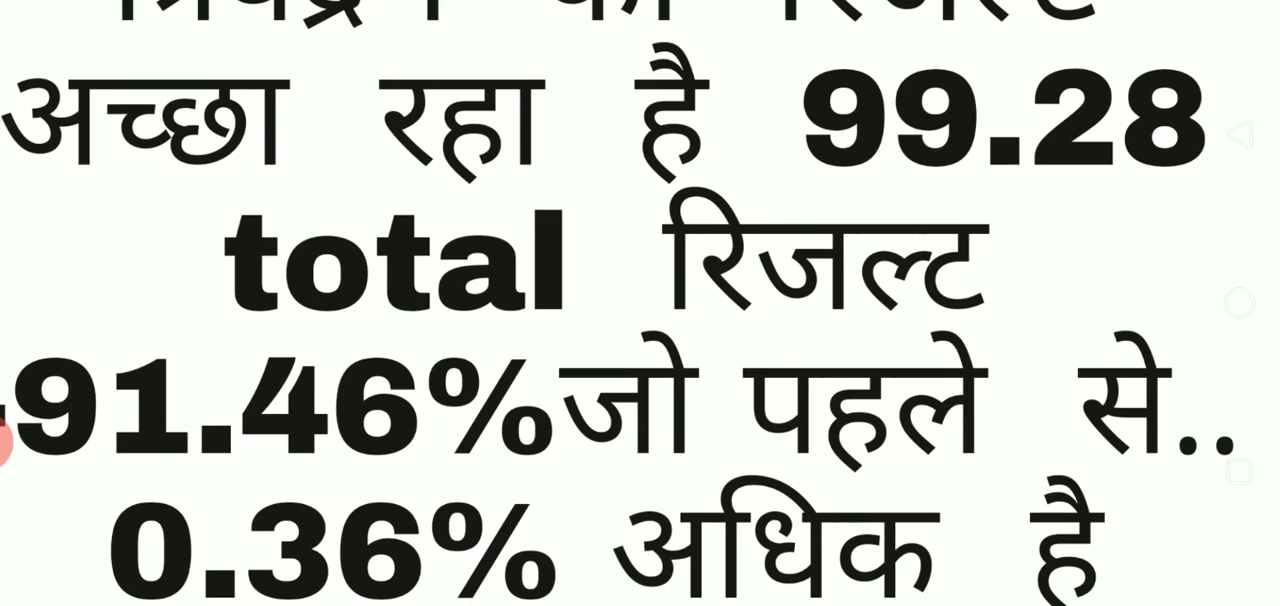 अच्छा रहा है 99.28
total रिजल्ट
-91.46%जो पहले से..
0.36% अधिक है